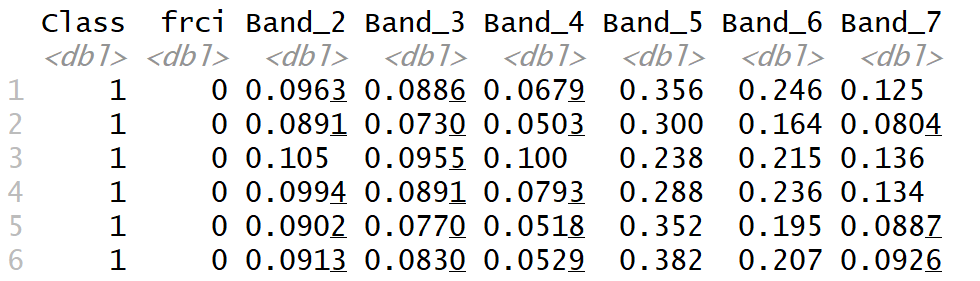 Class frci Band_2 Band_3 Band_4 Band_5 Band_6 Band_7
<dbl> <dbl> <dbl> <dbl> <dbl> <dbl> <dbl> <dbl>
1 1 0 0.0963 0.0886 0.0679 0.356 0.246 0.125
2 1 0 0.0891 0.0730 0.0503 0.300 0.164 0.0804
3 1 0 0.105 0.0955 0.100 0.238 0.215 0.136
4 1 0 0.0994 0.0891 0.0793 0.288 0.236 0.134
5 1 0 0.0902 0.0770 0.0518 0.352 0.195 0.0887
6 1 0 0.0913 0.0830 0.0529 0.382 0.207 0.0926